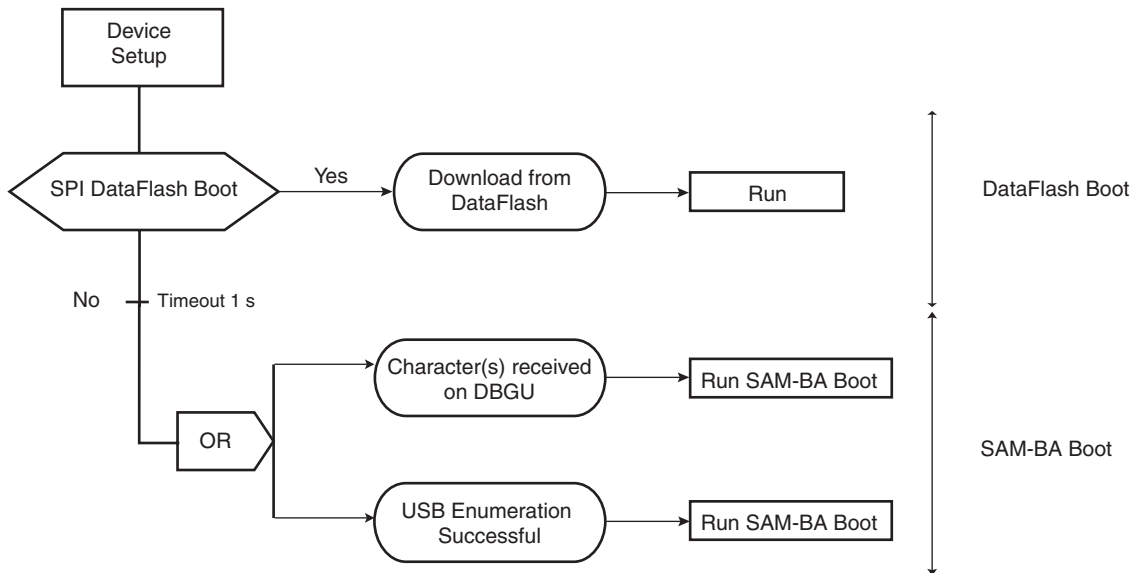 Device
Setup
SPI DataFlash Boot
Yes
Download from
DataFlash
Run
DataFlash Boot
No
Timeout 1 s
Character(s) received
on DBGU
Run SAM-BA Boot
OR
SAM-BA Boot
USB Enumeration
Successful
Run SAM-BA Boot